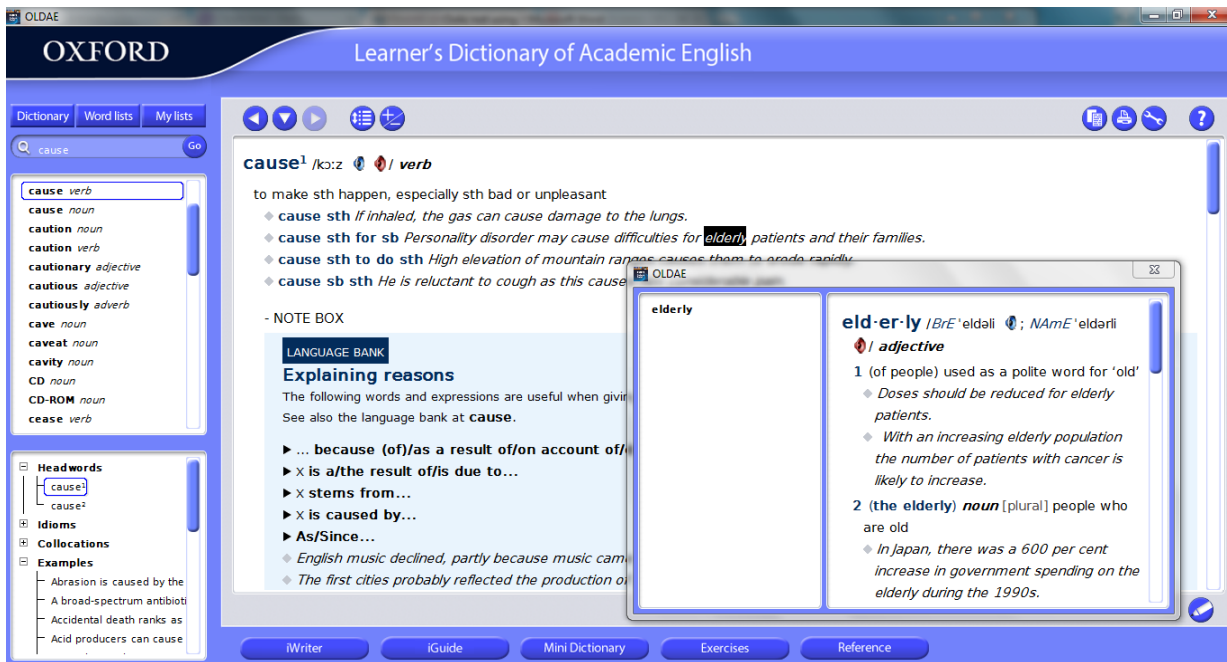 OLDAE
OXFORD
Learner's Dictionary of Academic English
Dictionary
Word lists
My lists
cause
Go
cause verb
cause noun
caution noun
caution verb
cautionary adjective
cautious adjective
cautiously adverb
cave noun
caveat noun
cavity noun
CD noun
CD-ROM noun
cease verb
Headwords
cause¹
cause²
Idioms
Collocations
Examples
Abrasion is caused by the
A broad-spectrum antibioti
Accidental death ranks as
Acid producers can cause
?
cause¹ /kɔːz / verb
to make sth happen, especially sth bad or unpleasant
cause sth If inhaled, the gas can cause damage to the lungs.
cause sth for sb Personality disorder may cause difficulties for elderly patients and their families.
cause sth to do sth High elevation of mountain ranges causes them to erode rapidly.
cause sb sth He is reluctant to cough as this cause
- NOTE BOX
LANGUAGE BANK
Explaining reasons
The following words and expressions are useful when givin
See also the language bank at cause.
... because (of)/as a result of/on account of/
x is a/the result of/is due to...
x stems from...
x is caused by...
As/Since...
English music declined, partly because music cam
The first cities probably reflected the production o
OLDAE
elderly
eld·er·ly /BrE ˈeldəli ; NAmE ˈeldərli
/ adjective
1 (of people) used as a polite word for ‘old’
Doses should be reduced for elderly
patients.
With an increasing elderly population
the number of patients with cancer is
likely to increase.
2 (the elderly) noun [plural] people who
are old
In Japan, there was a 600 per cent
increase in government spending on the
elderly during the 1990s.
iWriter
iGuide
Mini Dictionary
Exercises
Reference